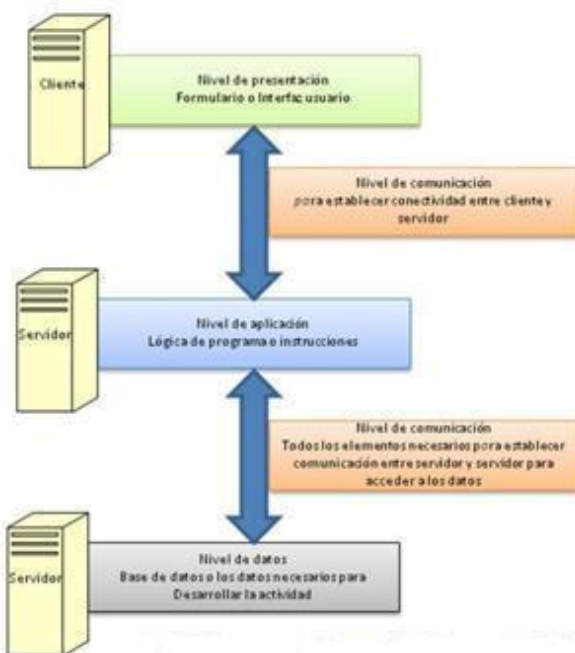 Cliente
Nivel de presentación
Formulario o Interfaz usuario
Nivel de comunicación
para establecer conectividad entre cliente y
servidor
Servidor
Nivel de aplicación
Lógica de programa o instrucciones
Nivel de comunicación
Todos los elementos necesarios para establecer
comunicación entre servidor y servidor para
acceder a los datos
Servidor
Nivel de datos
Base de datos o los datos necesarios para
Desarrollar la actividad